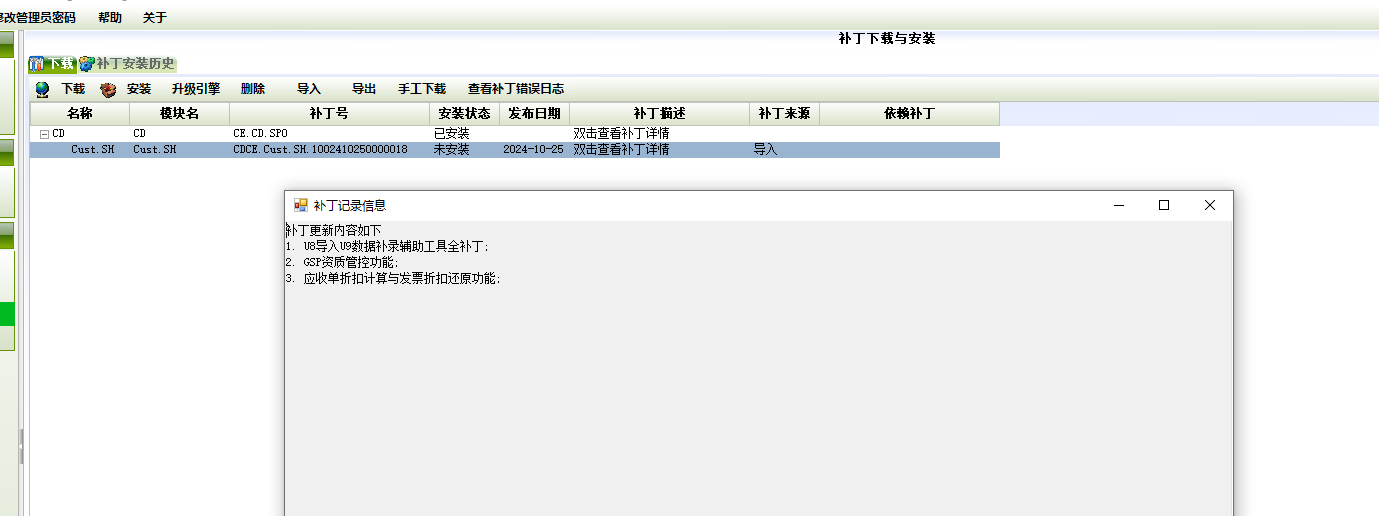 修改管理员密码 帮助 关于
补丁下载与安装
下载 补丁安装历史
下载 安装 升级引擎 删除 导入 导出 手工下载 查看补丁错误日志
名称 模块名 补丁号 安装状态 发布日期 补丁描述 补丁来源 依赖补丁
CD CD CE.CD.SP0 已安装 双击查看补丁详情
Cust.SH Cust.SH CDCE.Cust.SH.1002410250000018 未安装 2024-10-25 双击查看补丁详情 导入
补丁记录信息
补丁更新内容如下
1. U8导入U9数据补录辅助工具全补丁;
2. GSP资质管控功能;
3. 应收单折扣计算与发票折扣还原功能;